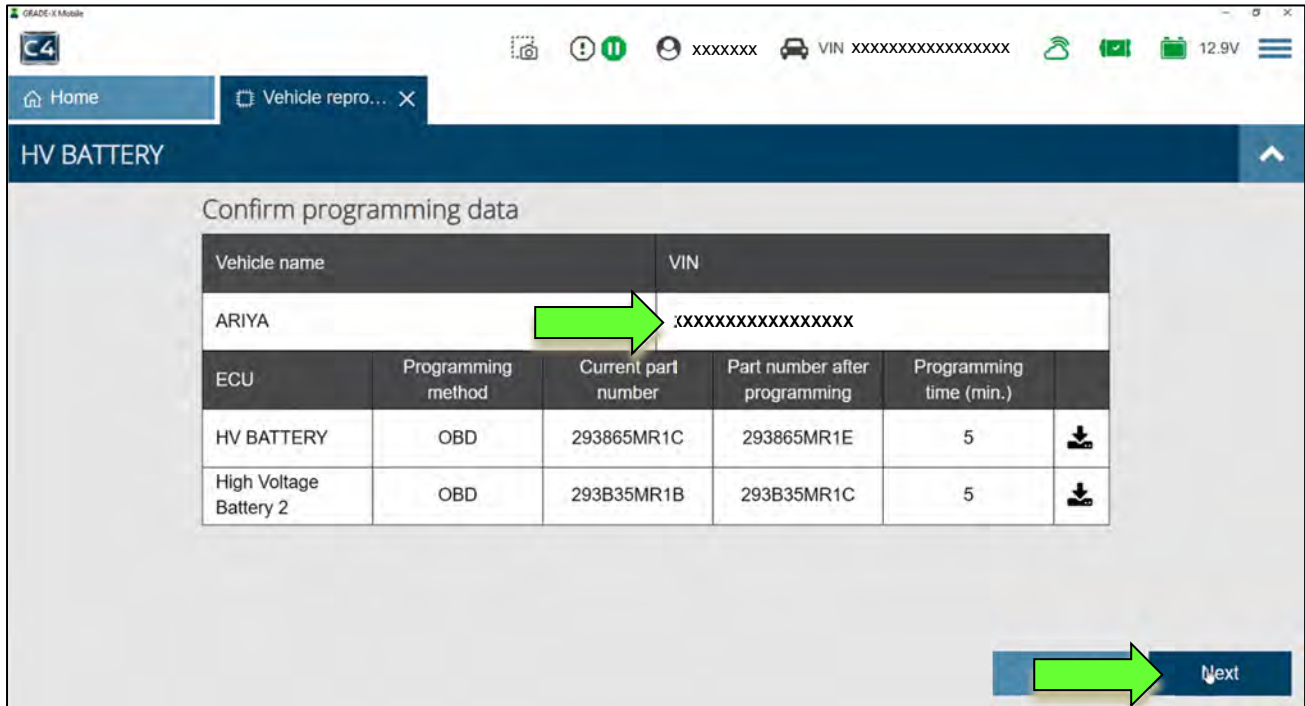 GRADE-X Mobile
C4
xxxxxxx VIN xxxxxxxxxxxxxxxxx 12.9V
Home Vehicle repro... X
HV BATTERY
Confirm programming data
Vehicle name VIN
ARIYA xxxxxxxxxxxxxxxxx
ECU Programming method Current part number Part number after programming Programming time (min.)
HV BATTERY OBD 293865MR1C 293865MR1E 5
High Voltage Battery 2 OBD 293B35MR1B 293B35MR1C 5
Next